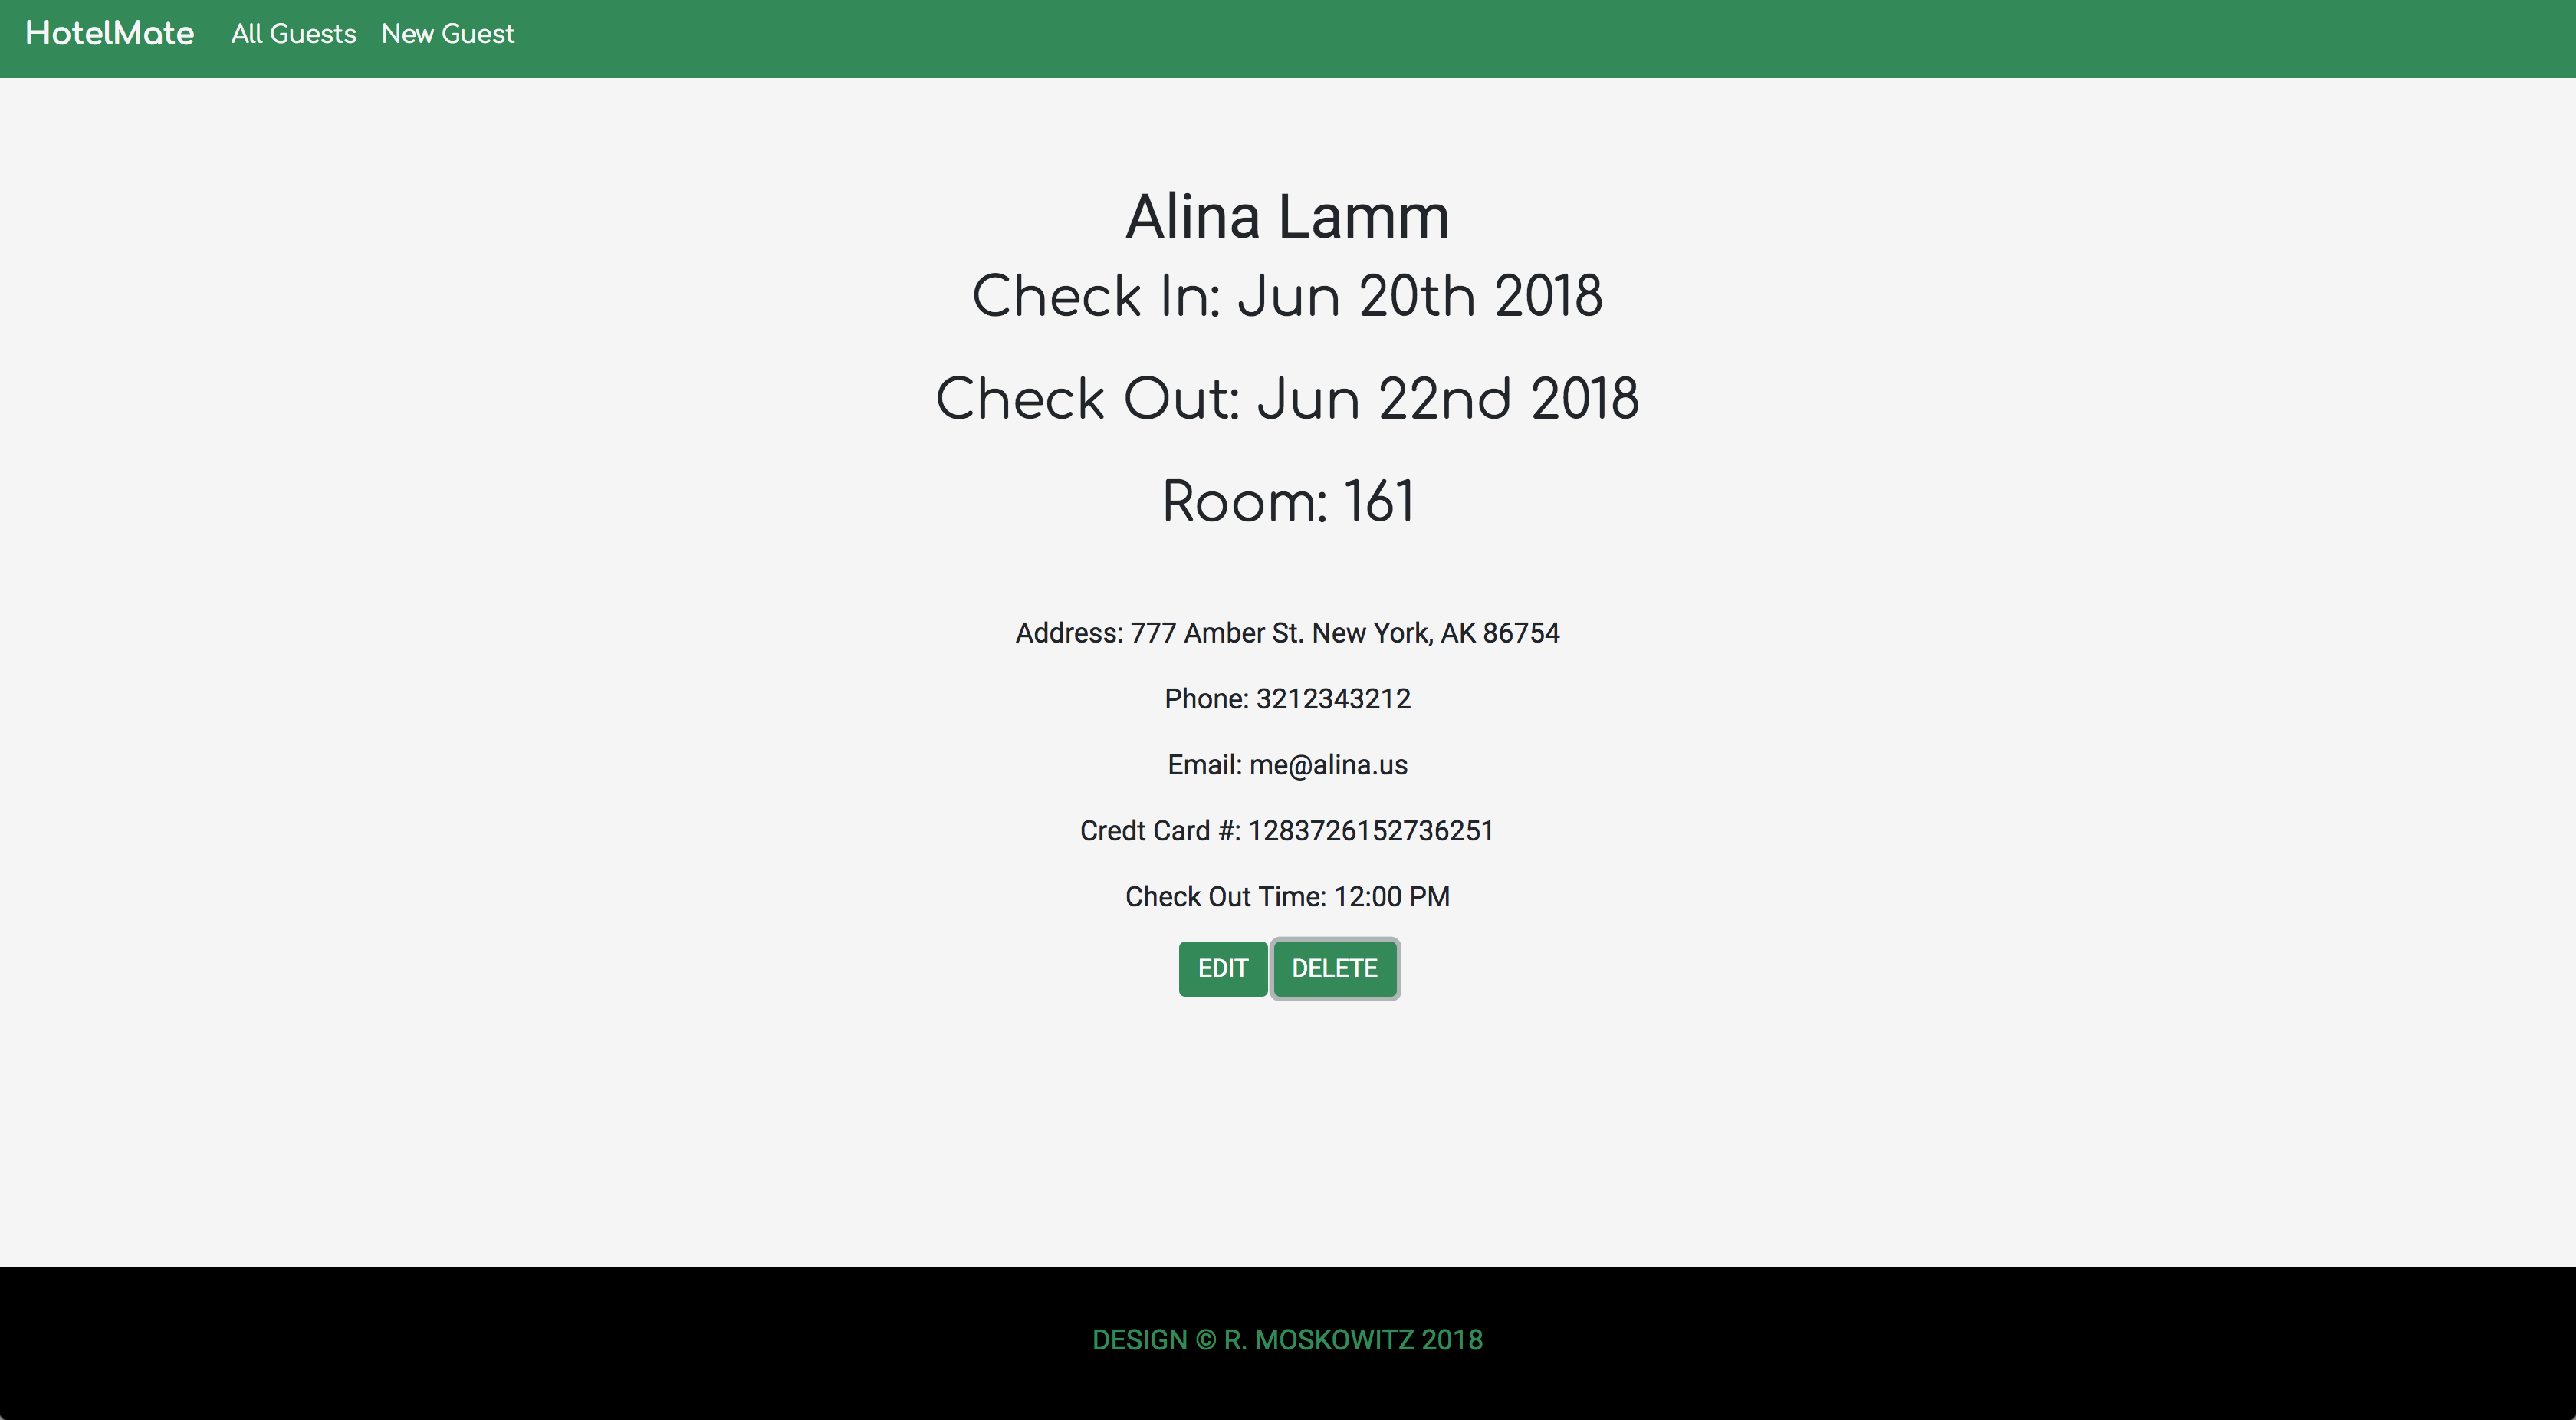 HotelMate All Guests New Guest
Alina Lamm
Check In: Jun 20th 2018
Check Out: Jun 22nd 2018
Room: 161
Address: 777 Amber St. New York, AK 86754
Phone: 3212343212
Email: me@alina.us
Credt Card #: 1283726152736251
Check Out Time: 12:00 PM
EDIT DELETE
DESIGN © R. MOSKOWITZ 2018